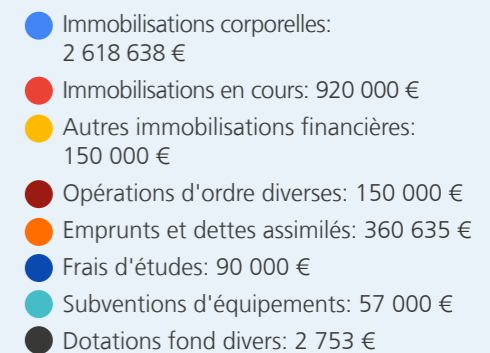 Immobilisations corporelles:
2 618 638 €
Immobilisations en cours: 920 000 €
Autres immobilisations financières:
150 000 €
Opérations d'ordre diverses: 150 000 €
Emprunts et dettes assimilés: 360 635 €
Frais d'études: 90 000 €
Subventions d'équipements: 57 000 €
Dotations fond divers: 2 753 €